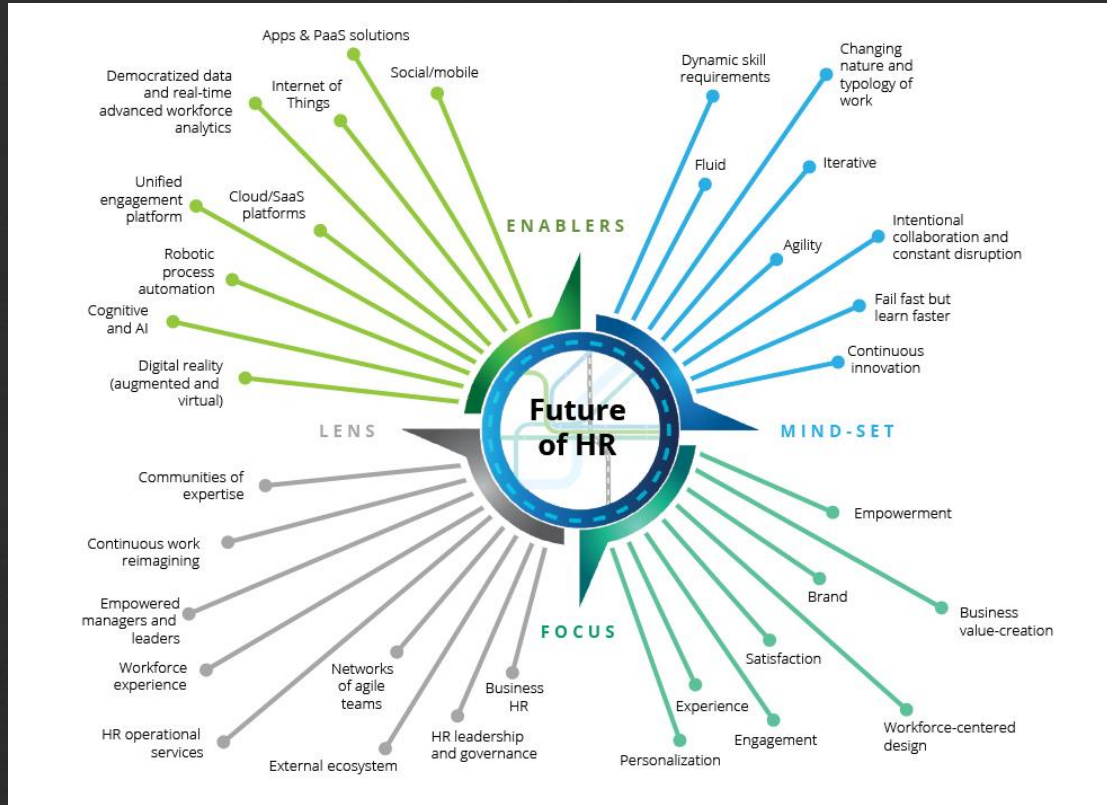 Apps & PaaS solutions
Social/mobile
Internet of
Things
Democratized data
and real-time
advanced workforce
analytics
Unified
engagement
platform
Cloud/SaaS
platforms
Robotic
process
automation
Cognitive
and AI
Digital reality
(augmented and
virtual)
ENABLERS
Dynamic skill
requirements
Changing
nature and
typology of
work
Fluid
Iterative
Agility
Intentional
collaboration and
constant disruption
Fail fast but
learn faster
Continuous
innovation
MIND-SET
Future
of HR
LENS
Communities of
expertise
Continuous work
reimagining
Empowered
managers and
leaders
Workforce
experience
HR operational
services
Networks
of agile
teams
External ecosystem
HR leadership
and governance
Business
HR
FOCUS
Empowerment
Business
value-creation
Brand
Satisfaction
Workforce-centered
design
Experience
Engagement
Personalization